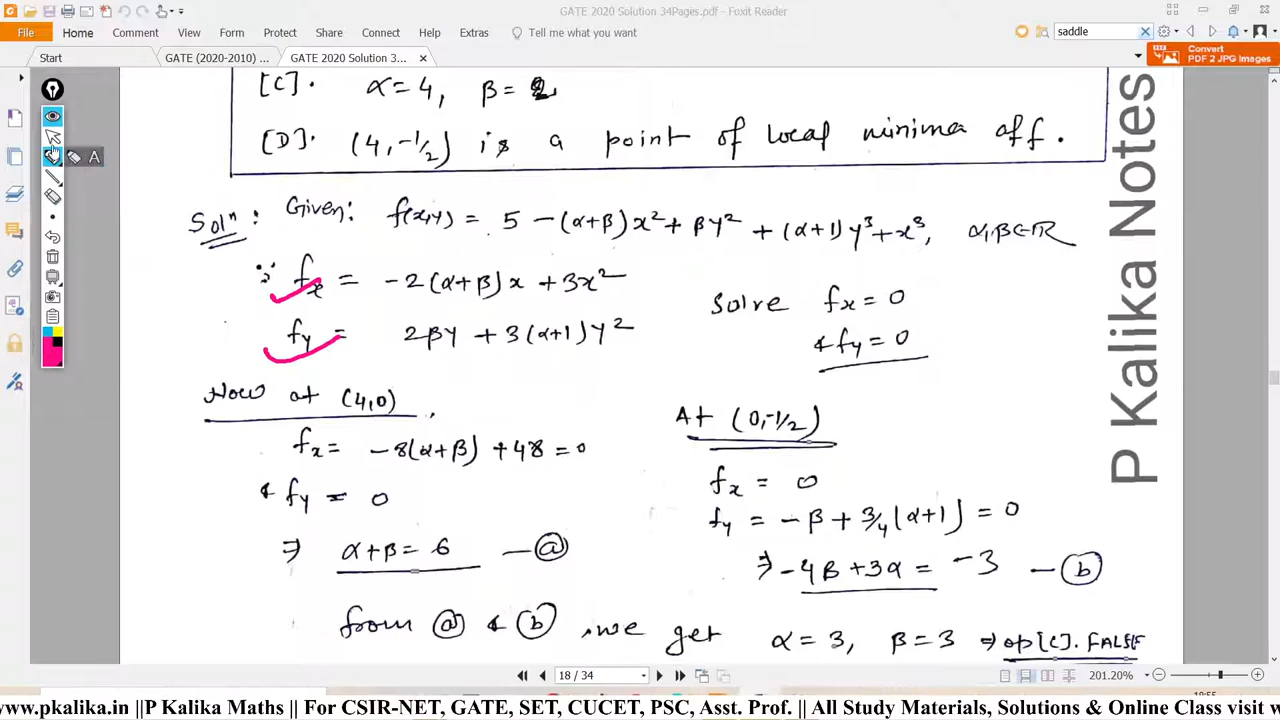 GATE 2020 Solution 34Pages.pdf - Foxit Reader
File Home Comment View Form Protect Share Connect Help Extras Tell me what you want to do saddle
Start GATE (2020-2010) ... GATE 2020 Solution 3...
Convert
PDF 2 JPG Images
[C]. α=4, β= 2
[D]. (4,-1/2) is a point of local minima of f.
Solⁿ: Given: f(x,y) = 5 -(α+β)x²+ βy² + (α+1)y³+x³, α,β∈ℝ
∵ fx = -2(α+β)x +3x²
fy = 2βy +3(α+1)y²
Solve fx=0
& fy=0
Now at (4,0)
fx= -8(α+β) +48=0
& fy = 0
⇒ α+β=6 —ⓐ
At (0,-1/2)
fx = 0
fy = -β+3/4(α+1)=0
⇒ -4β+3α = -3 —ⓑ
from ⓐ & ⓑ, we get α=3, β=3 ⇒ op[C]. FALSE
P Kalika Notes
A
18 / 34
201.20%
www.pkalika.in ||P Kalika Maths || For CSIR-NET, GATE, SET, CUCET, PSC, Asst. Prof. || All Study Materials, Solutions & Online Class visit w